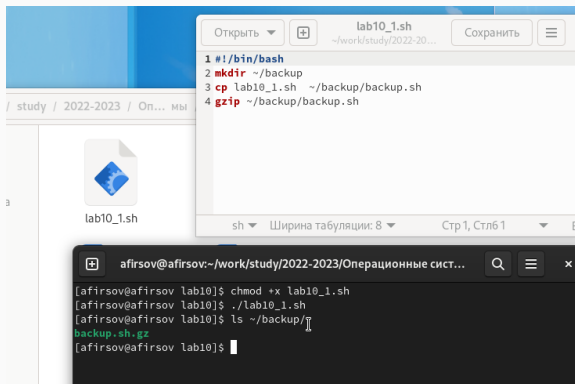 Открыть
lab10_1.sh
~/work/study/2022-20...
Сохранить
1 #!/bin/bash
2 mkdir ~/backup
3 cp lab10_1.sh  ~/backup/backup.sh
4 gzip ~/backup/backup.sh
/ study / 2022-2023 / Оп... мы /
а
lab10_1.sh
sh
Ширина табуляции: 8
Стр 1, Стлб 1
afirsov@afirsov:~/work/study/2022-2023/Операционные сист...
[afirsov@afirsov lab10]$ chmod +x lab10_1.sh
[afirsov@afirsov lab10]$ ./lab10_1.sh
[afirsov@afirsov lab10]$ ls ~/backup/
backup.sh.gz
[afirsov@afirsov lab10]$